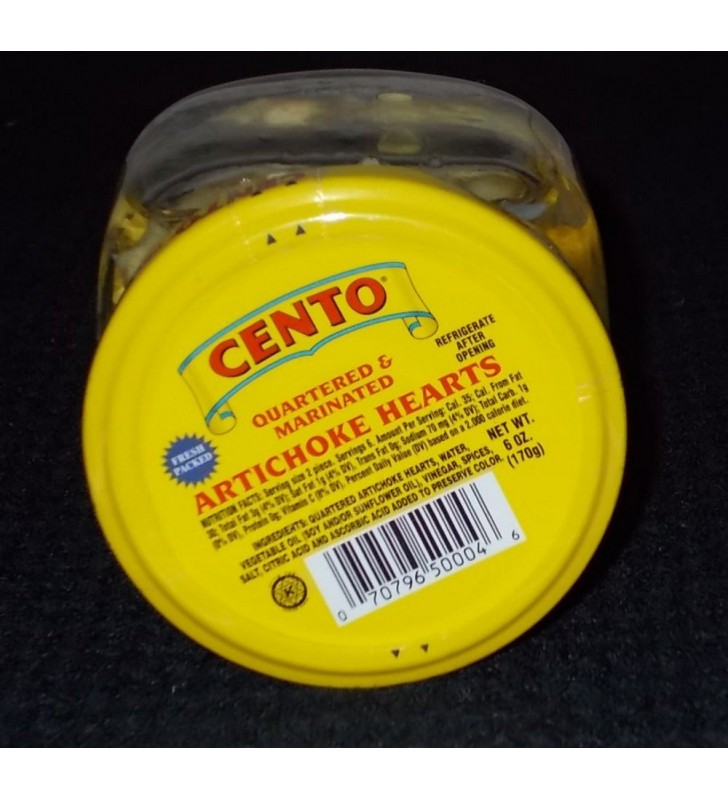 CENTO®
QUARTERED &
MARINATED
ARTICHOKE HEARTS
REFRIGERATE
AFTER
OPENING
FRESH
PACKED
NUTRITION FACTS: Serving size 2 piece, Servings 6, Amount Per Serving: Cal. 35; Cal. From Fat
30; Total Fat 3g (4% DV); Sat Fat .1g (4% DV), Trans Fat 0g; Sodium 70 mg (4% DV); Total Carb. 1g
(0% DV); Protein 0g; Vitamin C (8% DV). Percent Daily Value (DV) based on a 2,000 calorie diet.
INGREDIENTS: QUARTERED ARTICHOKE HEARTS, WATER,
VEGETABLE OIL (SOY AND/OR SUNFLOWER OIL), VINEGAR, SPICES,
SALT, CITRIC ACID AND ASCORBIC ACID ADDED TO PRESERVE COLOR.
NET WT.
6 OZ.
(170g)
K
0 70796 50004 6